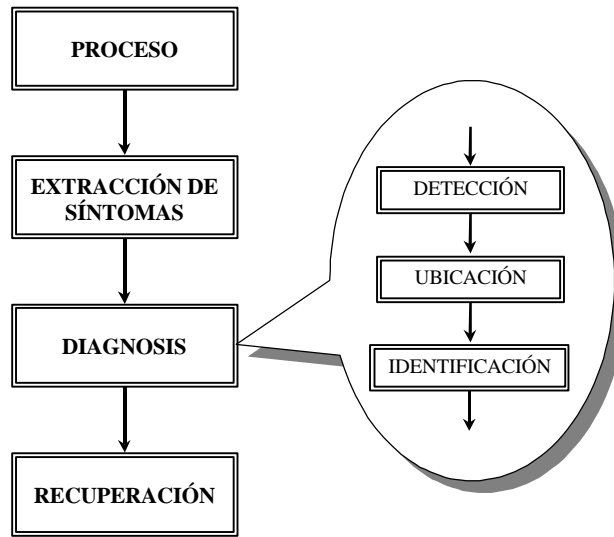 PROCESO
EXTRACCIÓN DE
SÍNTOMAS
DIAGNOSIS
RECUPERACIÓN
DETECCIÓN
UBICACIÓN
IDENTIFICACIÓN